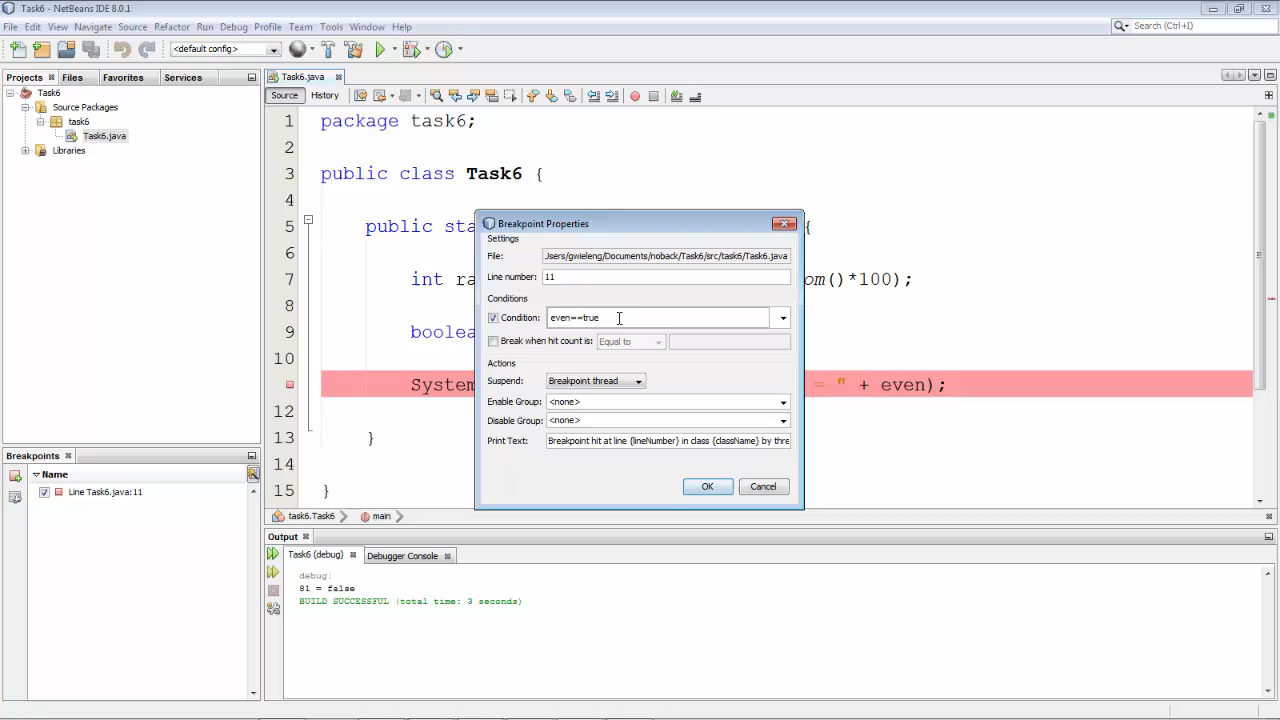 Task6 - NetBeans IDE 8.0.1
File Edit View Navigate Source Refactor Run Debug Profile Team Tools Window Help
Search (Ctrl+I)
<default config>
Projects Files Favorites Services
Task6
Source Packages
task6
Task6.java
Libraries
Task6.java
Source History
1 package task6;
2
3 public class Task6 {
4
5 public sta {
6
7 int ra om()*100);
8
9 boolea
10
System = " + even);
12
13 }
14
15 }
Breakpoint Properties
Settings
File: Jsers/gwieleng/Documents/noback/Task6/src/task6/Task6.java
Line number: 11
Conditions
Condition: even==true
Break when hit count is: Equal to
Actions
Suspend: Breakpoint thread
Enable Group: <none>
Disable Group: <none>
Print Text: Breakpoint hit at line {lineNumber} in class {className} by thre
OK Cancel
Breakpoints
Name
Line Task6.java:11
task6.Task6 main
Output
Task6 (debug) Debugger Console
debug:
81 = false
BUILD SUCCESSFUL (total time: 3 seconds)